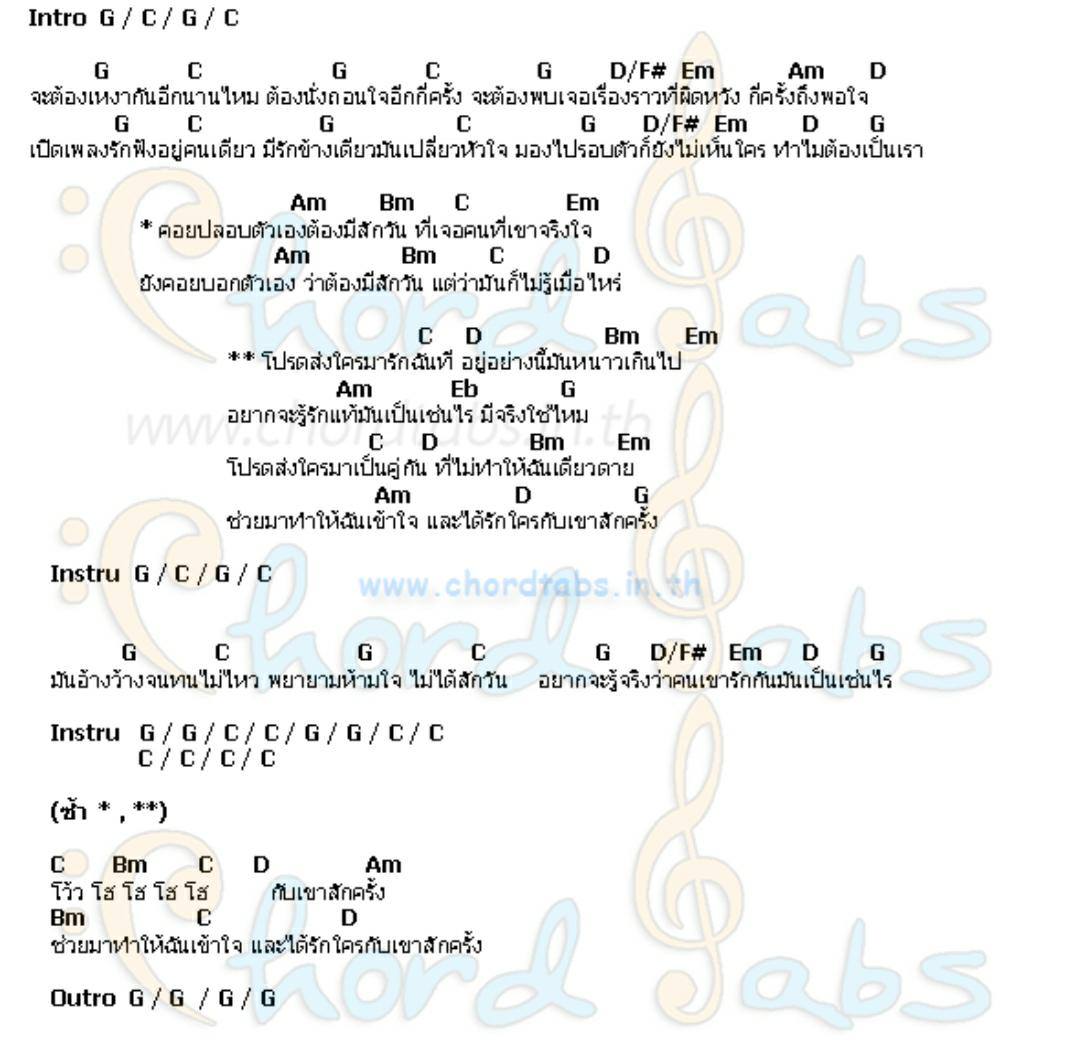 Intro G / C / G / C
G C G C G D/F# Em Am D
จะต้องเหงากันอีกนานไหม ต้องนั่งถอนใจอีกกี่ครั้ง จะต้องพบเจอเรื่องราวที่ผิดหวัง กี่ครั้งถึงพอใจ
G C G C G D/F# Em D G
เปิดเพลงรักฟังอยู่คนเดียว มีรักข้างเดียวมันเปลี่ยวหัวใจ มองไปรอบตัวก็ยังไม่เห็นใคร ทำไมต้องเป็นเรา
Am Bm C Em
* คอยปลอบตัวเองต้องมีสักวัน ที่เจอคนที่เขาจริงใจ
Am Bm C D
ยังคอยบอกตัวเอง ว่าต้องมีสักวัน แต่ว่ามันก็ไม่รู้เมื่อไหร่
C D Bm Em
** โปรดส่งใครมารักฉันที อยู่อย่างนี้มันหนาวเกินไป
Am Eb G
อยากจะรู้รักแท้มันเป็นเช่นไร มีจริงใช่ไหม
C D Bm Em
โปรดส่งใครมาเป็นคู่กัน ที่ไม่ทำให้ฉันเดียวดาย
Am D G
ช่วยมาทำให้ฉันเข้าใจ และได้รักใครกับเขาสักครั้ง
Instru G / C / G / C
www.chordtabs.in.th
G C G C G D/F# Em D G
มันอ้างว้างจนทนไม่ไหว พยายามห้ามใจ ไม่ได้สักวัน อยากจะรู้จริงว่าคนเขารักกันมันเป็นเช่นไร
Instru G / G / C / C / G / G / C / C
C / C / C / C
(ซ้ำ * , **)
C Bm C D Am
โว้ว โฮ โฮ โฮ โฮ กับเขาสักครั้ง
Bm C D
ช่วยมาทำให้ฉันเข้าใจ และได้รักใครกับเขาสักครั้ง
Outro G / G / G / G